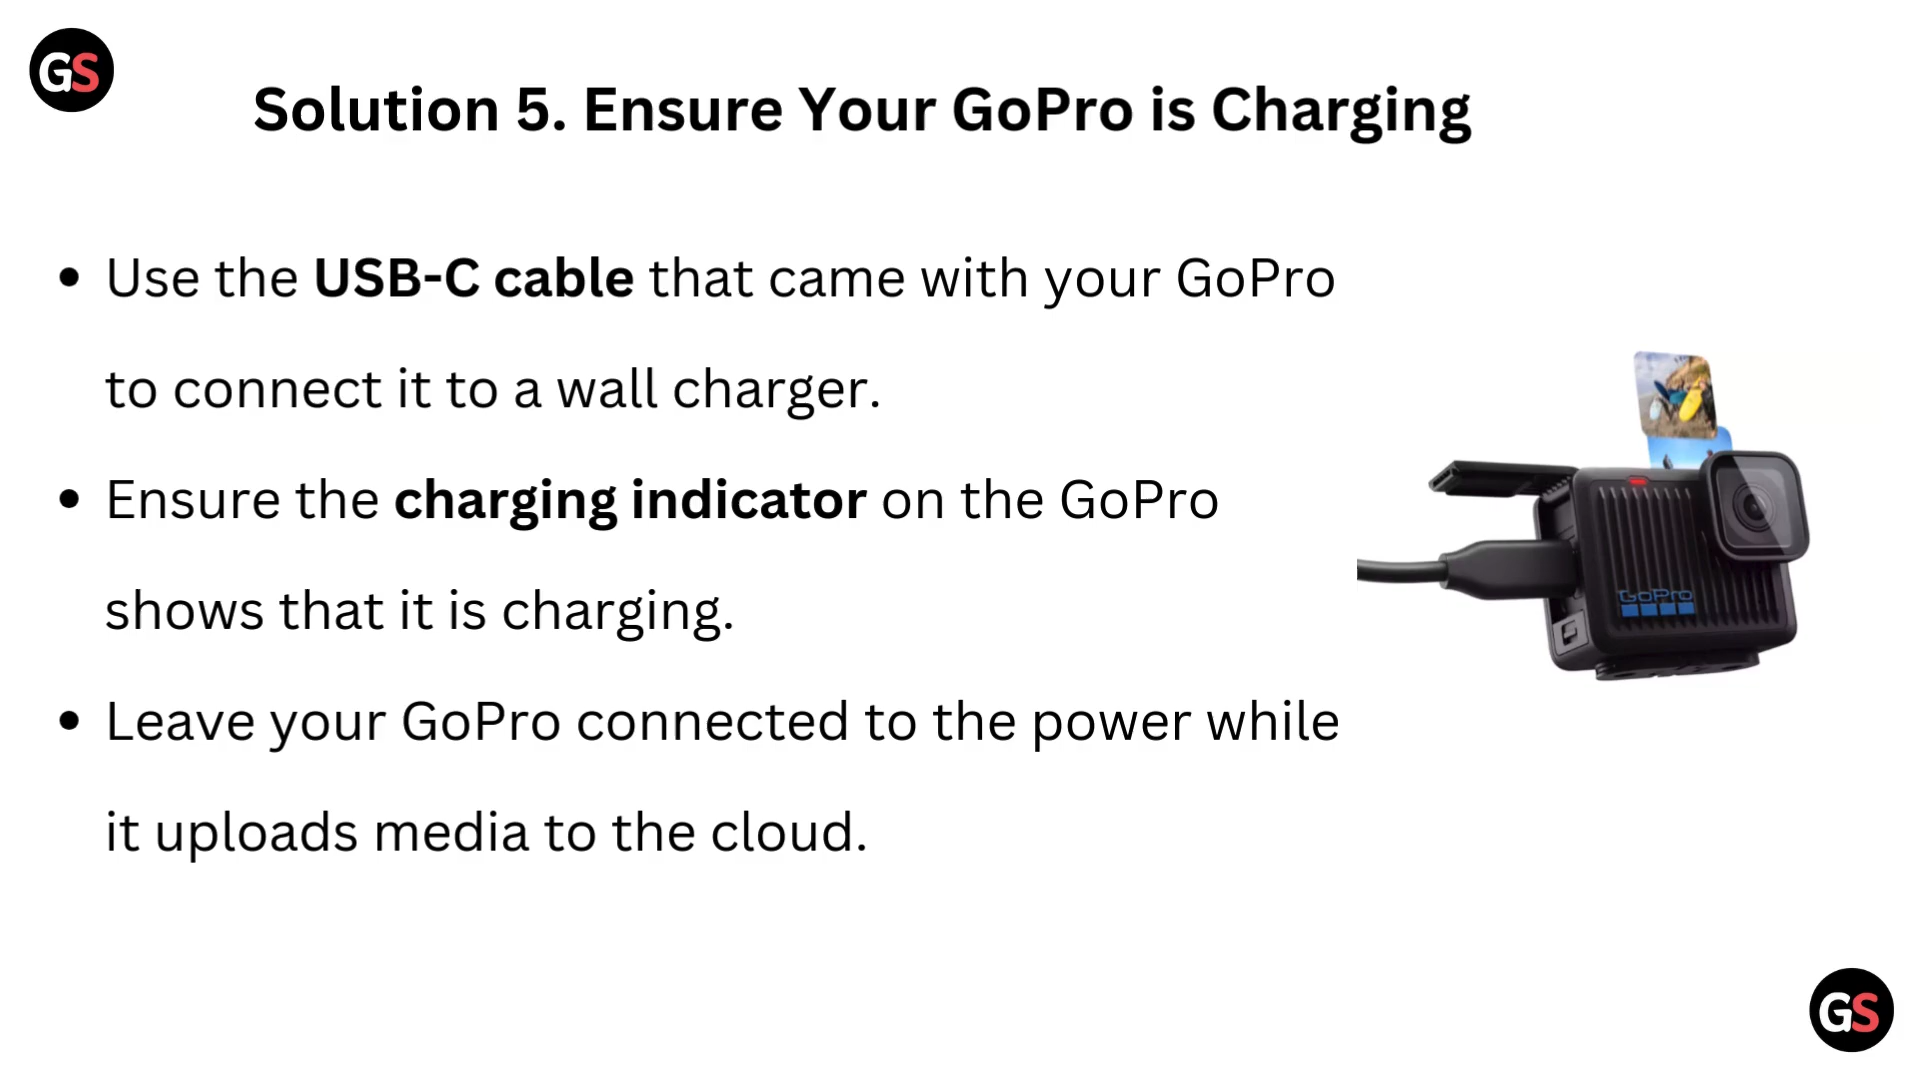 GS
Solution 5. Ensure Your GoPro is Charging
• Use the USB-C cable that came with your GoPro
to connect it to a wall charger.
• Ensure the charging indicator on the GoPro
shows that it is charging.
• Leave your GoPro connected to the power while
it uploads media to the cloud.
GoPro
GS